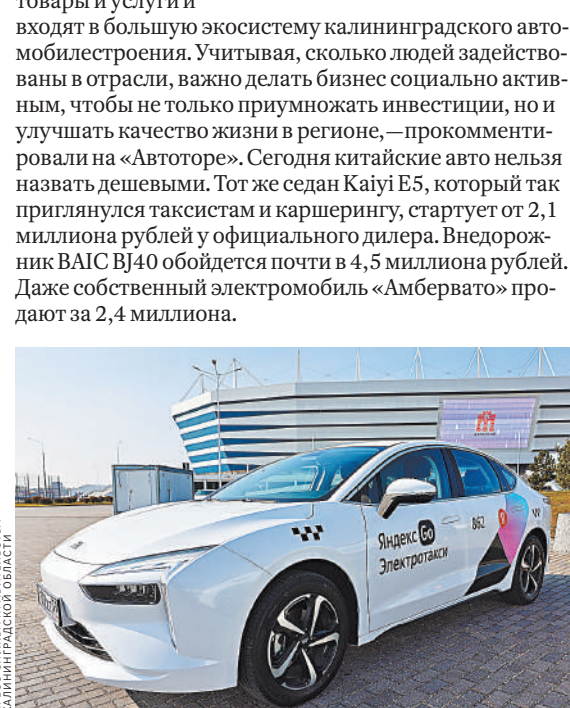 товары и услуги и
входят в большую экосистему калининградского авто-
мобилестроения. Учитывая, сколько людей задейство-
ваны в отрасли, важно делать бизнес социально актив-
ным, чтобы не только приумножать инвестиции, но и
улучшать качество жизни в регионе,—прокомменти-
ровали на «Автоторе». Сегодня китайские авто нельзя
назвать дешевыми. Тот же седан Kaiyi E5, который так
приглянулся таксистам и каршерингу, стартует от 2,1
миллиона рублей у официального дилера. Внедорож-
ник BAIC BJ40 обойдется почти в 4,5 миллиона рублей.
Даже собственный электромобиль «Амбервато» про-
дают за 2,4 миллиона.
Яндекс Go
Электротакси
862
КАЛИНИНГРАДСКОЙ ОБЛАСТИ